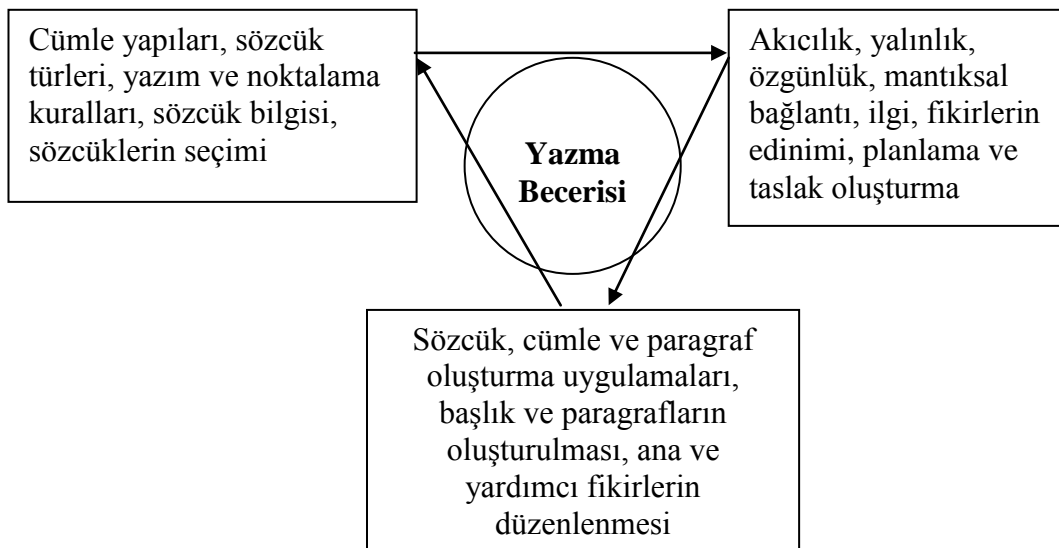 Cümle yapıları, sözcük
türleri, yazım ve noktalama
kuralları, sözcük bilgisi,
sözcüklerin seçimi
Yazma
Becerisi
Akıcılık, yalınlık,
özgünlük, mantıksal
bağlantı, ilgi, fikirlerin
edinimi, planlama ve
taslak oluşturma
Sözcük, cümle ve paragraf
oluşturma uygulamaları,
başlık ve paragrafların
oluşturulması, ana ve
yardımcı fikirlerin
düzenlenmesi